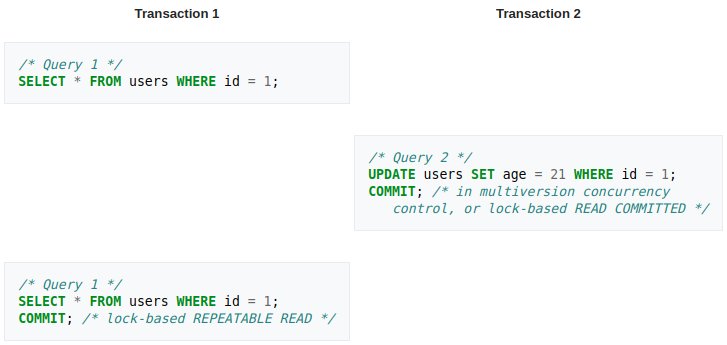 Transaction 1
Transaction 2
/* Query 1 */
SELECT * FROM users WHERE id = 1;
/* Query 2 */
UPDATE users SET age = 21 WHERE id = 1;
COMMIT; /* in multiversion concurrency
control, or lock-based READ COMMITTED */
/* Query 1 */
SELECT * FROM users WHERE id = 1;
COMMIT; /* lock-based REPEATABLE READ */